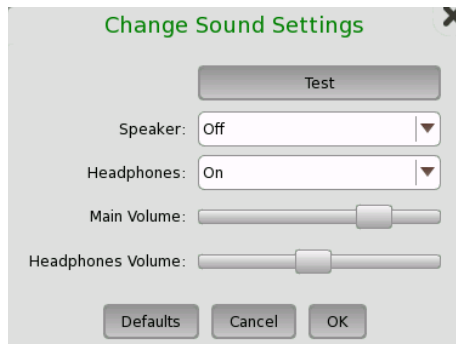 Change Sound Settings
Test
Speaker: Off
Headphones: On
Main Volume:
Headphones Volume:
Defaults Cancel OK